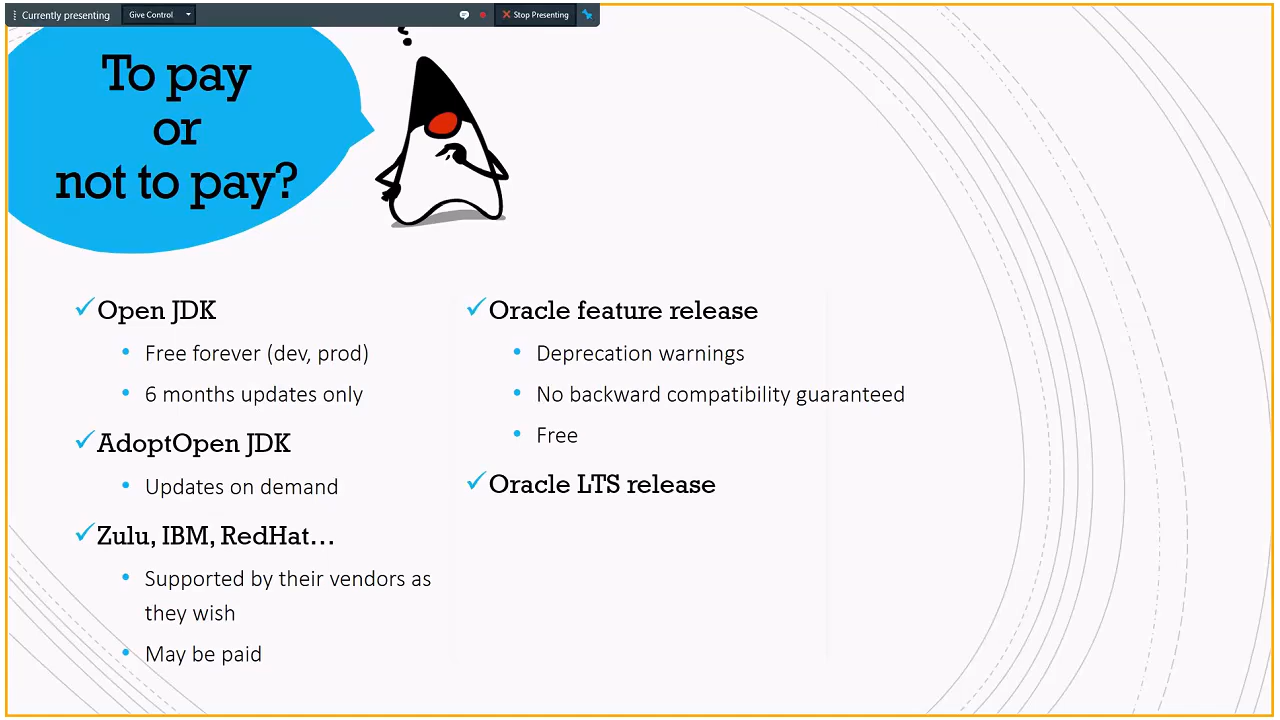 Currently presenting
Give Control
Stop Presenting
To pay
or
not to pay?
Open JDK
Free forever (dev, prod)
6 months updates only
AdoptOpen JDK
Updates on demand
Zulu, IBM, RedHat...
Supported by their vendors as
they wish
May be paid
Oracle feature release
Deprecation warnings
No backward compatibility guaranteed
Free
Oracle LTS release